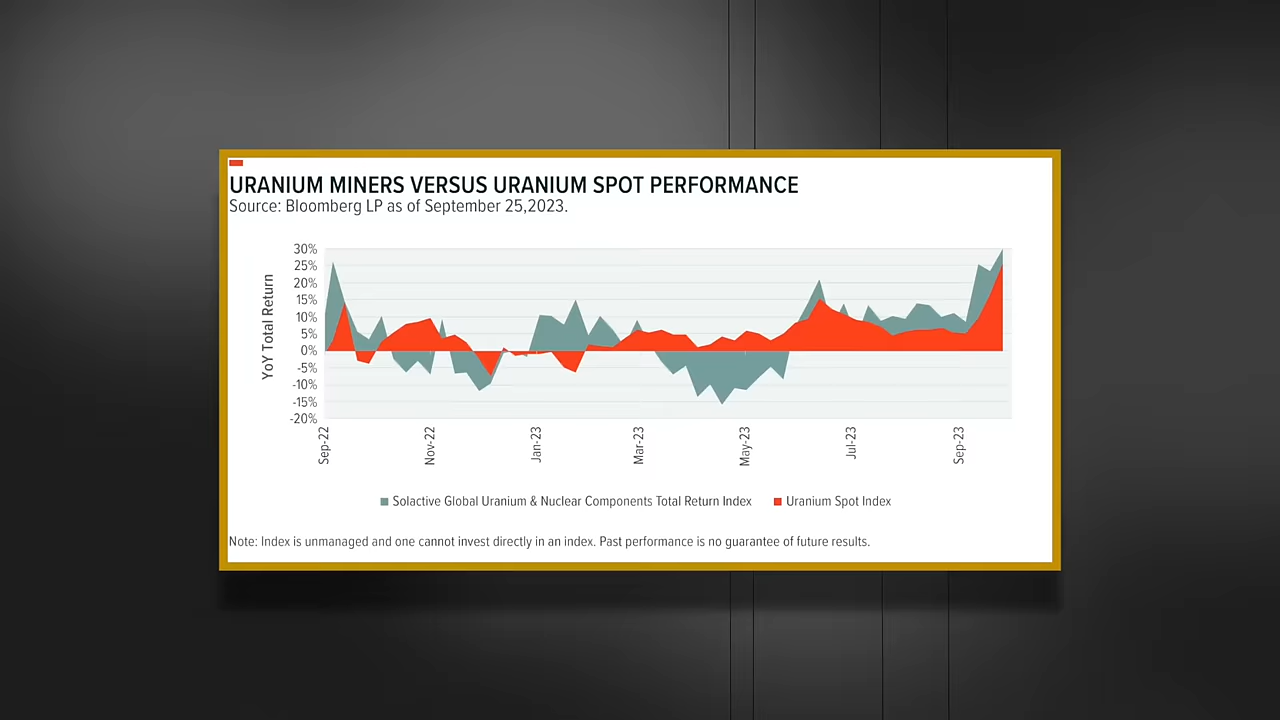 URANIUM MINERS VERSUS URANIUM SPOT PERFORMANCE
Source: Bloomberg LP as of September 25,2023.
YoY Total Return
30%
25%
20%
15%
10%
5%
0%
-5%
-10%
-15%
-20%
Sep-22
Nov-22
Jan-23
Mar-23
May-23
Jul-23
Sep-23
Solactive Global Uranium & Nuclear Components Total Return Index
Uranium Spot Index
Note: Index is unmanaged and one cannot invest directly in an index. Past performance is no guarantee of future results.